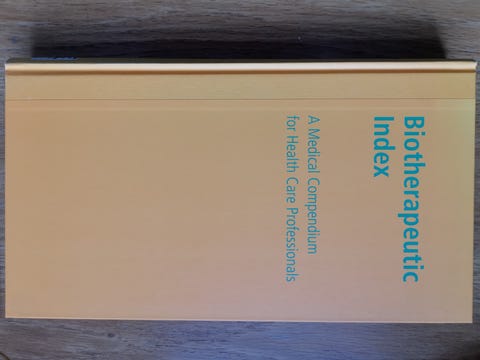 Biotherapeutic
Index
A Medical Compendium
for Health Care Professionals